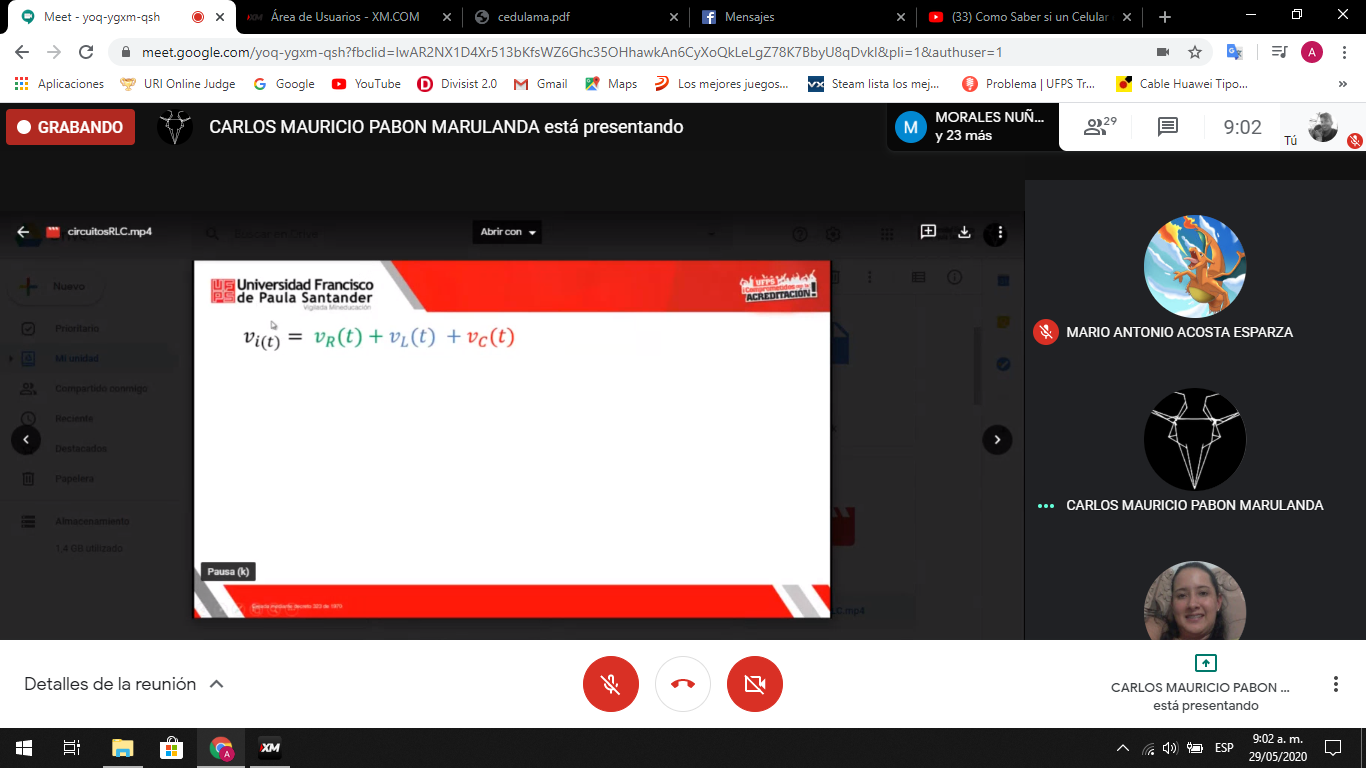 Meet - yoq-ygxm-qsh
Área de Usuarios - XM.COM
cedulama.pdf
Mensajes
(33) Como Saber si un Celular
meet.google.com/yoq-ygxm-qsh?fbclid=IwAR2NX1D4Xr513bKfsWZ6Ghc35OHhawkAn6CyXoQkLeLgZ78K7BbyU8qDvkI&pli=1&authuser=1
A
Aplicaciones
URI Online Judge
Google
YouTube
Divisist 2.0
Gmail
Maps
Los mejores juegos...
Steam lista los mej...
Problema | UFPS Tr...
Cable Huawei Tipo...
GRABANDO
CARLOS MAURICIO PABON MARULANDA está presentando
M
MORALES NUÑ...
y 23 más
29
9:02
Tú
circuitosRLC.mp4
Buscar en Drive
Abrir con
Nuevo
Prioritario
Mi unidad
Compartido conmigo
Reciente
Destacados
Papelera
Almacenamiento
1.4 GB utilizado
Universidad Francisco
de Paula Santander
Vigilada Mineducación
UFPS
¡Comprometidos con la
ACREDITACIÓN!
v_i(t) = v_R(t) + v_L(t) + v_C(t)
Pausa (k)
MARIO ANTONIO ACOSTA ESPARZA
CARLOS MAURICIO PABON MARULANDA
Detalles de la reunión
CARLOS MAURICIO PABON ...
está presentando
XM
A
ESP
9:02 a. m.
29/05/2020